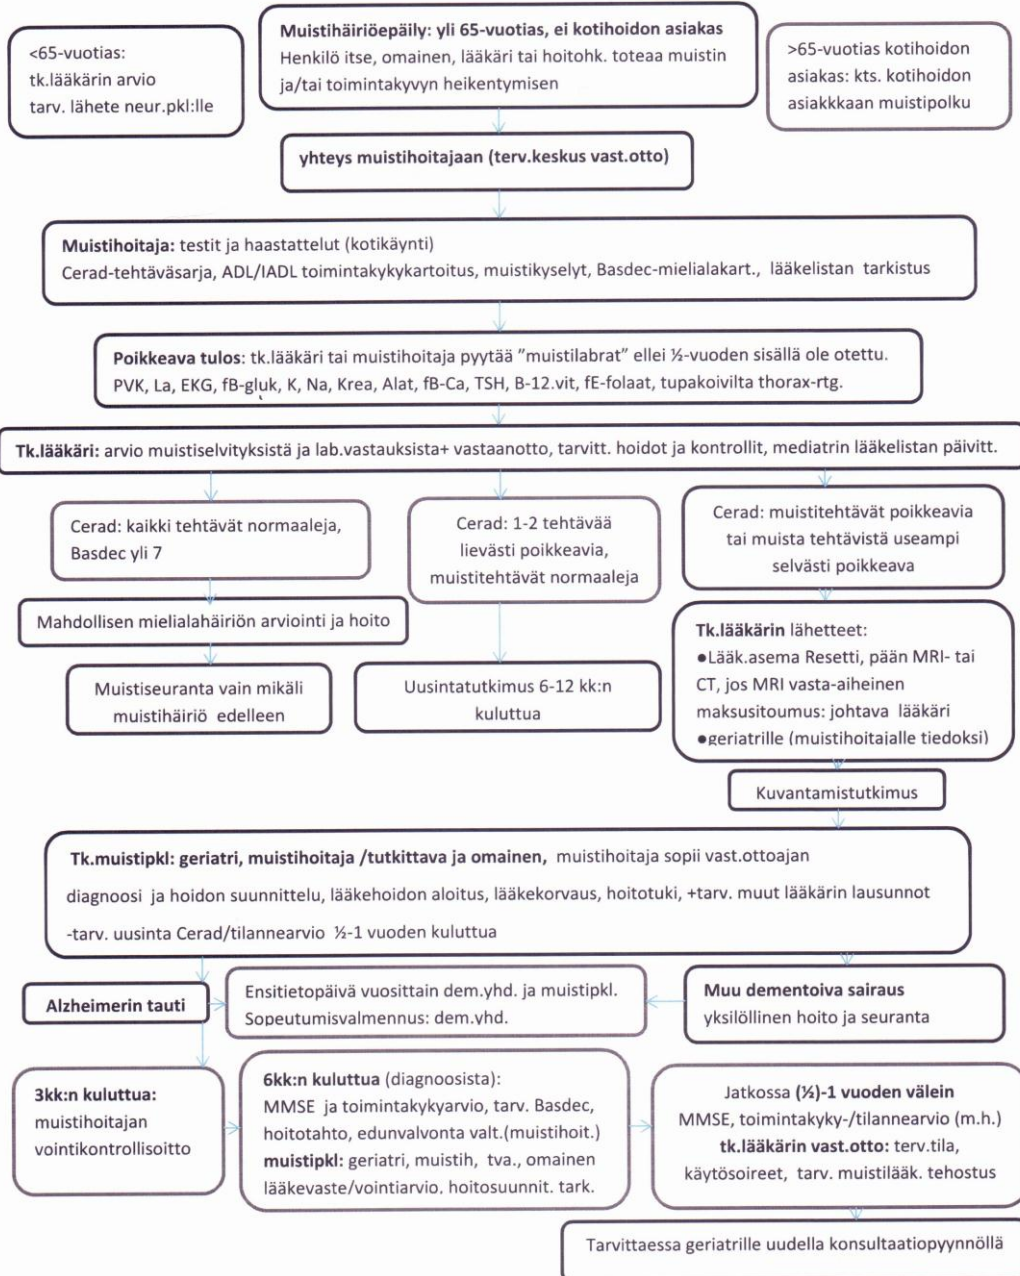 <65-vuotias:
tk.lääkärin arvio
tarv. lähete neur.pkl:lle
Muistihäiriöepäily: yli 65-vuotias, ei kotihoidon asiakas
Henkilö itse, omainen, lääkäri tai hoitohk. toteaa muistin
ja/tai toimintakyvyn heikentymisen
>65-vuotias kotihoidon
asiakas: kts. kotihoidon
asiakkkaan muistipolku
yhteys muistihoitajaan (terv.keskus vast.otto)
Muistihoitaja: testit ja haastattelut (kotikäynti)
Cerad-tehtäväsarja, ADL/IADL toimintakykykartoitus, muistikyselyt, Basdec-mielialakart., lääkelistan tarkistus
Poikkeava tulos: tk.lääkäri tai muistihoitaja pyytää "muistilabrat" ellei ½-vuoden sisällä ole otettu.
PVK, La, EKG, fB-gluk, K, Na, Krea, Alat, fB-Ca, TSH, B-12.vit, fE-folaat, tupakoivilta thorax-rtg.
Tk.lääkäri: arvio muistiselvityksistä ja lab.vastauksista+ vastaanotto, tarvitt. hoidot ja kontrollit, mediatrin lääkelistan päivitt.
Cerad: kaikki tehtävät normaaleja,
Basdec yli 7
Cerad: 1-2 tehtävää
lievästi poikkeavia,
muistitehtävät normaaleja
Cerad: muistitehtävät poikkeavia
tai muista tehtävistä useampi
selvästi poikkeava
Mahdollisen mielialahäiriön arviointi ja hoito
Muistiseuranta vain mikäli
muistihäiriö edelleen
Uusintatutkimus 6-12 kk:n
kuluttua
Tk.lääkärin lähetteet:
●Lääk.asema Resetti, pään MRI- tai
CT, jos MRI vasta-aiheinen
maksusitoumus: johtava lääkäri
●geriatrille (muistihoitajalle tiedoksi)
Kuvantamistutkimus
Tk.muistipkl: geriatri, muistihoitaja /tutkittava ja omainen, muistihoitaja sopii vast.ottoajan
diagnoosi ja hoidon suunnittelu, lääkehoidon aloitus, lääkekorvaus, hoitotuki, +tarv. muut lääkärin lausunnot
-tarv. uusinta Cerad/tilannearvio ½-1 vuoden kuluttua
Alzheimerin tauti
Ensitietopäivä vuosittain dem.yhd. ja muistipkl.
Sopeutumisvalmennus: dem.yhd.
Muu dementoiva sairaus
yksilöllinen hoito ja seuranta
3kk:n kuluttua:
muistihoitajan
vointikontrollisoitto
6kk:n kuluttua (diagnoosista):
MMSE ja toimintakykyarvio, tarv. Basdec,
hoitotahto, edunvalvonta valt.(muistihoit.)
muistipkl: geriatri, muistih, tva., omainen
lääkevaste/vointiarvio. hoitosuunnit. tark.
Jatkossa (½)-1 vuoden välein
MMSE, toimintakyky-/tilannearvio (m.h.)
tk.lääkärin vast.otto: terv.tila,
käytösoireet, tarv. muistilääk. tehostus
Tarvittaessa geriatrille uudella konsultaatiopyynnöllä